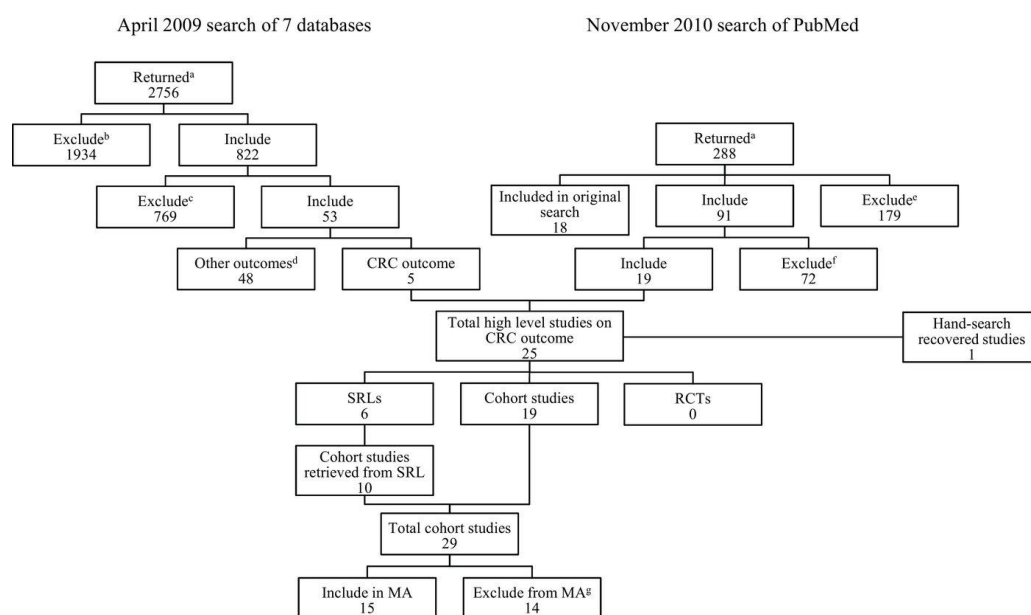 April 2009 search of 7 databases
November 2010 search of PubMed
Returnedᵃ
2756
Excludeᵇ
1934
Include
822
Returnedᵃ
288
Excludeᶜ
769
Include
53
Included in original
search
18
Include
91
Excludeᵉ
179
Other outcomesᵈ
48
CRC outcome
5
Include
19
Excludeᶠ
72
Total high level studies on
CRC outcome
25
Hand-search
recovered studies
1
SRLs
6
Cohort studies
19
RCTs
0
Cohort studies
retrieved from SRL
10
Total cohort studies
29
Include in MA
15
Exclude from MAᵍ
14